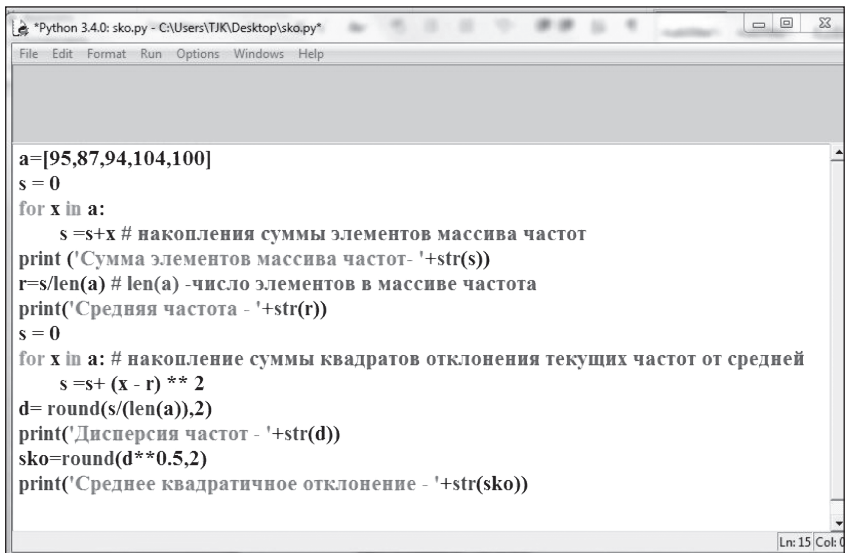 *Python 3.4.0: sko.py - C:\Users\TJK\Desktop\sko.py*
File Edit Format Run Options Windows Help
a=[95,87,94,104,100]
s = 0
for x in a:
s =s+x # накопления суммы элементов массива частот
print ('Сумма элементов массива частот- '+str(s))
r=s/len(a) # len(a) -число элементов в массиве частота
print('Средняя частота - '+str(r))
s = 0
for x in a: # накопление суммы квадратов отклонения текущих частот от средней
s =s+ (x - r) ** 2
d= round(s/(len(a)),2)
print('Дисперсия частот - '+str(d))
sko=round(d**0.5,2)
print('Среднее квадратичное отклонение - '+str(sko))
Ln: 15 Col: 0